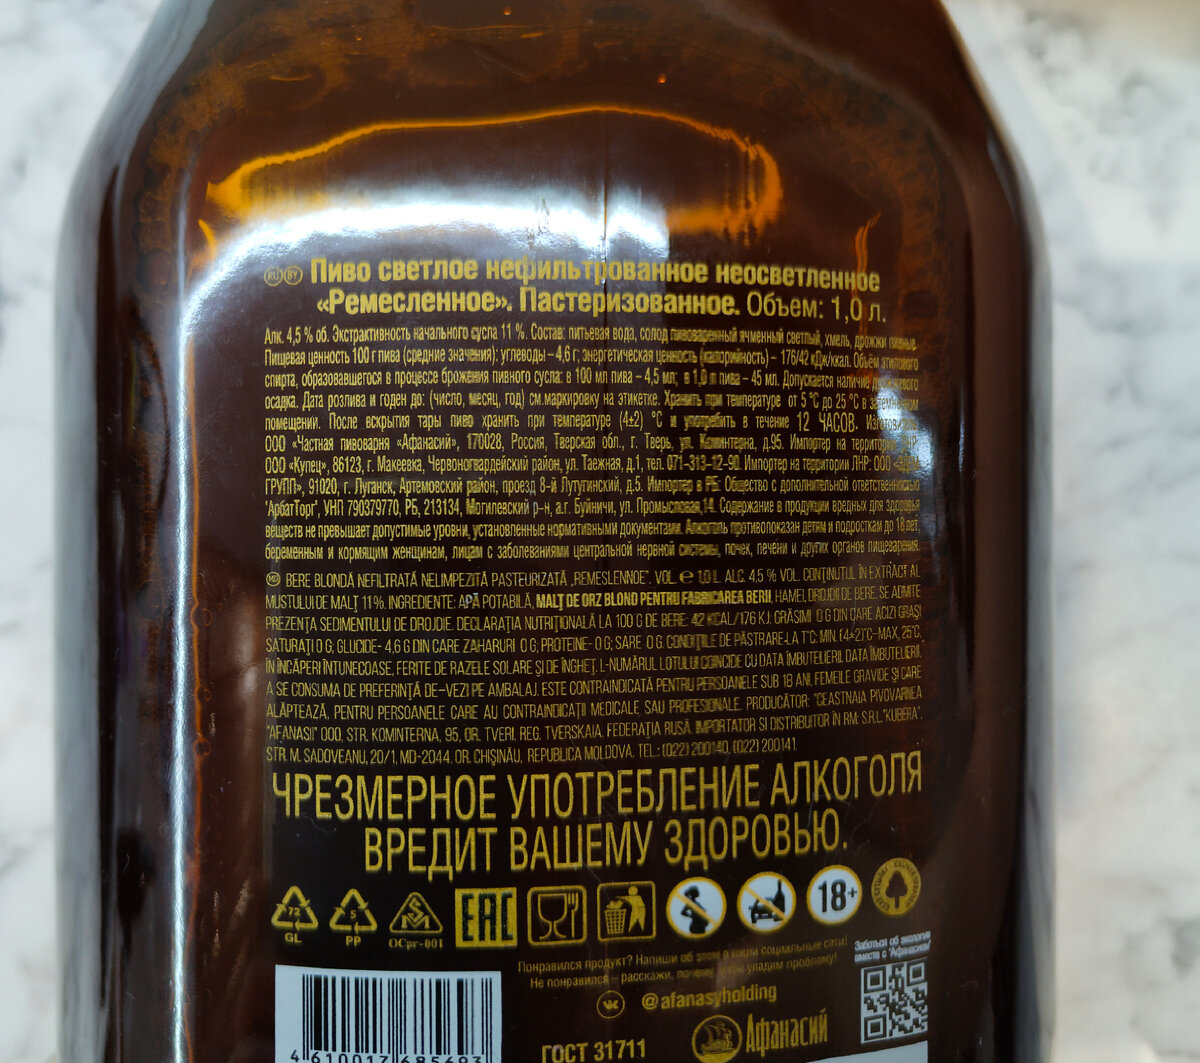 RU BY Пиво светлое нефильтрованное неосветленное
«Ремесленное». Пастеризованное. Объем: 1,0 л.
Алк. 4,5 % об. Экстрактивность начального сусла 11 %. Состав: питьевая вода, солод пивоваренный ячменный светлый, хмель, дрожжи пивные.
Пищевая ценность 100 г пива (средние значения): углеводы – 4,6 г; энергетическая ценность (калорийность) – 176/42 кДж/ккал. Объём этилового
спирта, образовавшегося в процессе брожения пивного сусла: в 100 мл пива – 4,5 мл; в 1,0 л пива – 45 мл. Допускается наличие дрожжевого
осадка. Дата розлива и годен до: (число, месяц, год) см.маркировку на этикетке. Хранить при температуре от 5 °С до 25 °С в затемненном
помещении. После вскрытия тары пиво хранить при температуре (4±2) °С и употребить в течение 12 ЧАСОВ. Изготовитель:
ООО «Частная пивоварня «Афанасий», 170028, Россия, Тверская обл., г. Тверь, ул. Коминтерна, д.95. Импортер на территории
ООО «Купец», 86123, г. Макеевка, Червоногвардейский район, ул. Таежная, д.1, тел. 071-313-12-90. Импортер на территории ЛНР: ООО
ГРУПП», 91020, г. Луганск, Артемовский район, проезд 8-й Лутугинский, д.5. Импортер в РБ: Общество с дополнительной ответственностью
"АрбатТорг", УНП 790379770, РБ, 213134, Могилевский р-н, а.г. Буйничи, ул. Промысловая,14. Содержание в продукции вредных для здоровья
веществ не превышает допустимые уровни, установленные нормативными документами. Алкоголь противопоказан детям и подросткам до 18 лет,
беременным и кормящим женщинам, лицам с заболеваниями центральной нервной системы, почек, печени и других органов пищеварения.
MD BERE BLONDĂ NEFILTRATĂ NELIMPEZITĂ PASTEURIZATĂ „REMESLENNOE". VOL ℮ 1,0 L. ALC. 4,5 % VOL. CONȚINUTUL ÎN EXTRACT AL
MUSTULUI DE MALȚ 11%. INGREDIENTE: APĂ POTABILĂ, MALȚ DE ORZ BLOND PENTRU FABRICAREA BERII, HAMEI, DROJDII DE BERE. SE ADMITE
PREZENȚA SEDIMENTULUI DE DROJDIE. DECLARAȚIA NUTRIȚIONALĂ LA 100 G DE BERE: 42 KCAL/176 KJ; GRĂSIMI 0 G DIN CARE ACIZI GRAȘI
SATURAȚI 0 G; GLUCIDE- 4,6 G DIN CARE ZAHARURI 0 G; PROTEINE- 0 G; SARE 0 G. CONDIȚIILE DE PĂSTRARE-LA T°C: MIN. (4±2)°C–MAX. 25°C,
ÎN ÎNCĂPERI ÎNTUNECOASE, FERITE DE RAZELE SOLARE ȘI DE ÎNGHEȚ. L-NUMĂRUL LOTULUI COINCIDE CU DATA ÎMBUTELIERII. DATA ÎMBUTELIERII,
A SE CONSUMA DE PREFERINȚĂ DE–VEZI PE AMBALAJ. ESTE CONTRAINDICATĂ PENTRU PERSOANELE SUB 18 ANI, FEMEILE GRAVIDE ȘI CARE
ALĂPTEAZĂ, PENTRU PERSOANELE CARE AU CONTRAINDICAȚII MEDICALE SAU PROFESIONALE. PRODUCĂTOR: "CEASTNAIA PIVOVARNEA
"AFANASII" OOO, STR. KOMINTERNA, 95, OR. TVERI, REG. TVERSKAIA, FEDERAȚIA RUSĂ. IMPORTATOR SI DISTRIBUITOR ÎN RM: S.R.L."KUBERA",
STR. M. SADOVEANU, 20/1, MD-2044, OR. CHIȘINĂU, REPUBLICA MOLDOVA. TEL.: (022) 200140, (022) 200141
ЧРЕЗМЕРНОЕ УПОТРЕБЛЕНИЕ АЛКОГОЛЯ
ВРЕДИТ ВАШЕМУ ЗДОРОВЬЮ.
72
GL
5
PP
ОСрг-001
EAC
18+
Понравился продукт? Напиши об этом в наши социальные сети!
Не понравился – расскажи, почему, и мы уладим проблему!
@afanasyholding
Заботься об экологии
вместе с "Афанасием"
4 610017 685693
ГОСТ 31711
Афанасий